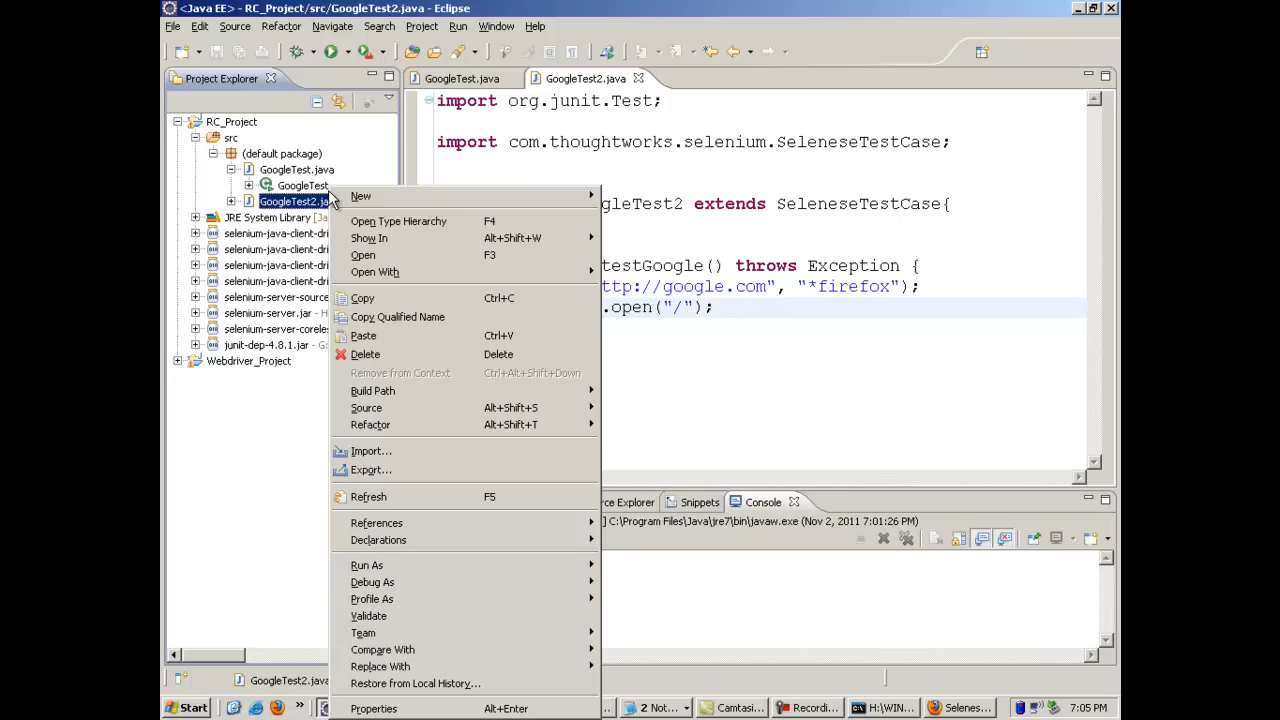 <Java EE> - RC_Project/src/GoogleTest2.java - Eclipse
File Edit Source Refactor Navigate Search Project Run Window Help
Project Explorer
GoogleTest.java
GoogleTest2.java
RC_Project
src
(default package)
GoogleTest.java
GoogleTest
GoogleTest2.ja
JRE System Library [Ja
selenium-java-client-dri
selenium-java-client-dri
selenium-java-client-dri
selenium-java-client-dri
selenium-server-source
selenium-server.jar - H
selenium-server-coreles
junit-dep-4.8.1.jar - G:
Webdriver_Project
import org.junit.Test;
import com.thoughtworks.selenium.SeleneseTestCase;
gleTest2 extends SeleneseTestCase{
testGoogle() throws Exception {
ttp://google.com", "*firefox");
.open("/");
New
Open Type Hierarchy F4
Show In Alt+Shift+W
Open F3
Open With
Copy Ctrl+C
Copy Qualified Name
Paste Ctrl+V
Delete Delete
Remove from Context Ctrl+Alt+Shift+Down
Build Path
Source Alt+Shift+S
Refactor Alt+Shift+T
Import...
Export...
Refresh F5
References
Declarations
Run As
Debug As
Profile As
Validate
Team
Compare With
Replace With
Restore from Local History...
Properties Alt+Enter
rce Explorer Snippets Console
] C:\Program Files\Java\jre7\bin\javaw.exe (Nov 2, 2011 7:01:26 PM)
GoogleTest2.java
Start
2 Not...
Camtasi...
Recordi...
H:\WIN...
Selenes...
7:05 PM